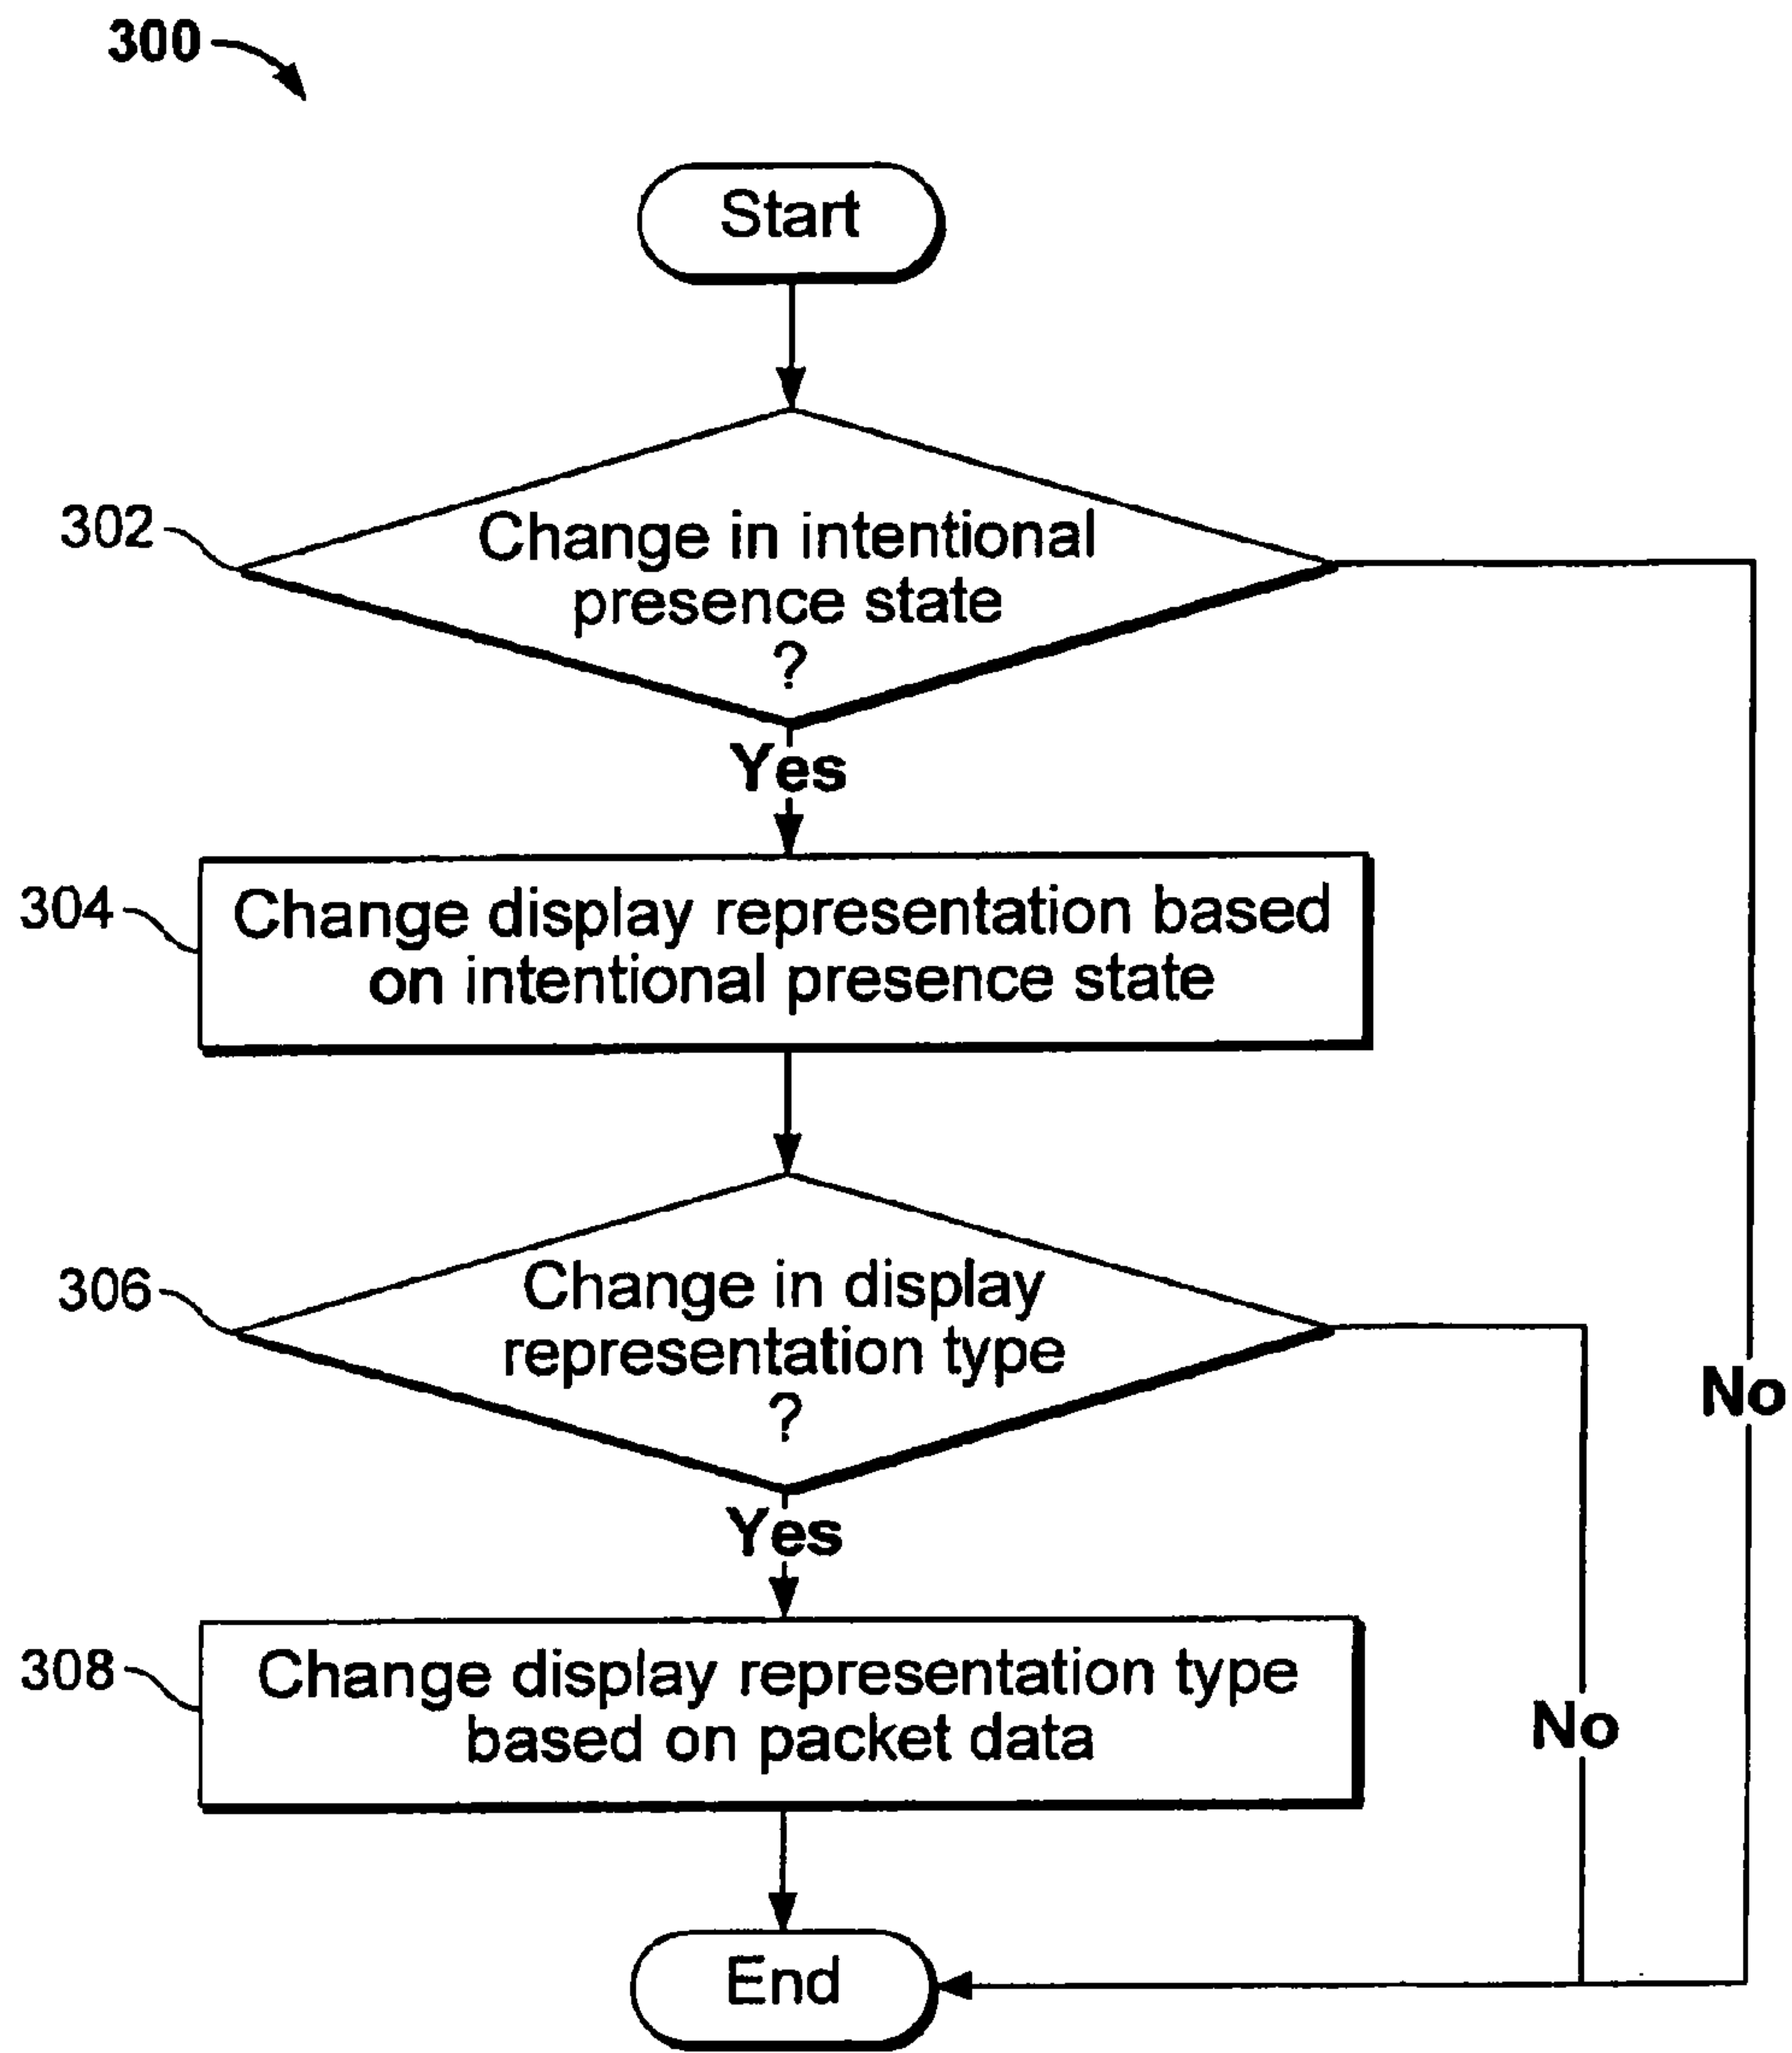 300
Start
302
Change in intentional
presence state
?
Yes
304
Change display representation based
on intentional presence state
306
Change in display
representation type
?
No
Yes
308
Change display representation type
based on packet data
No
End